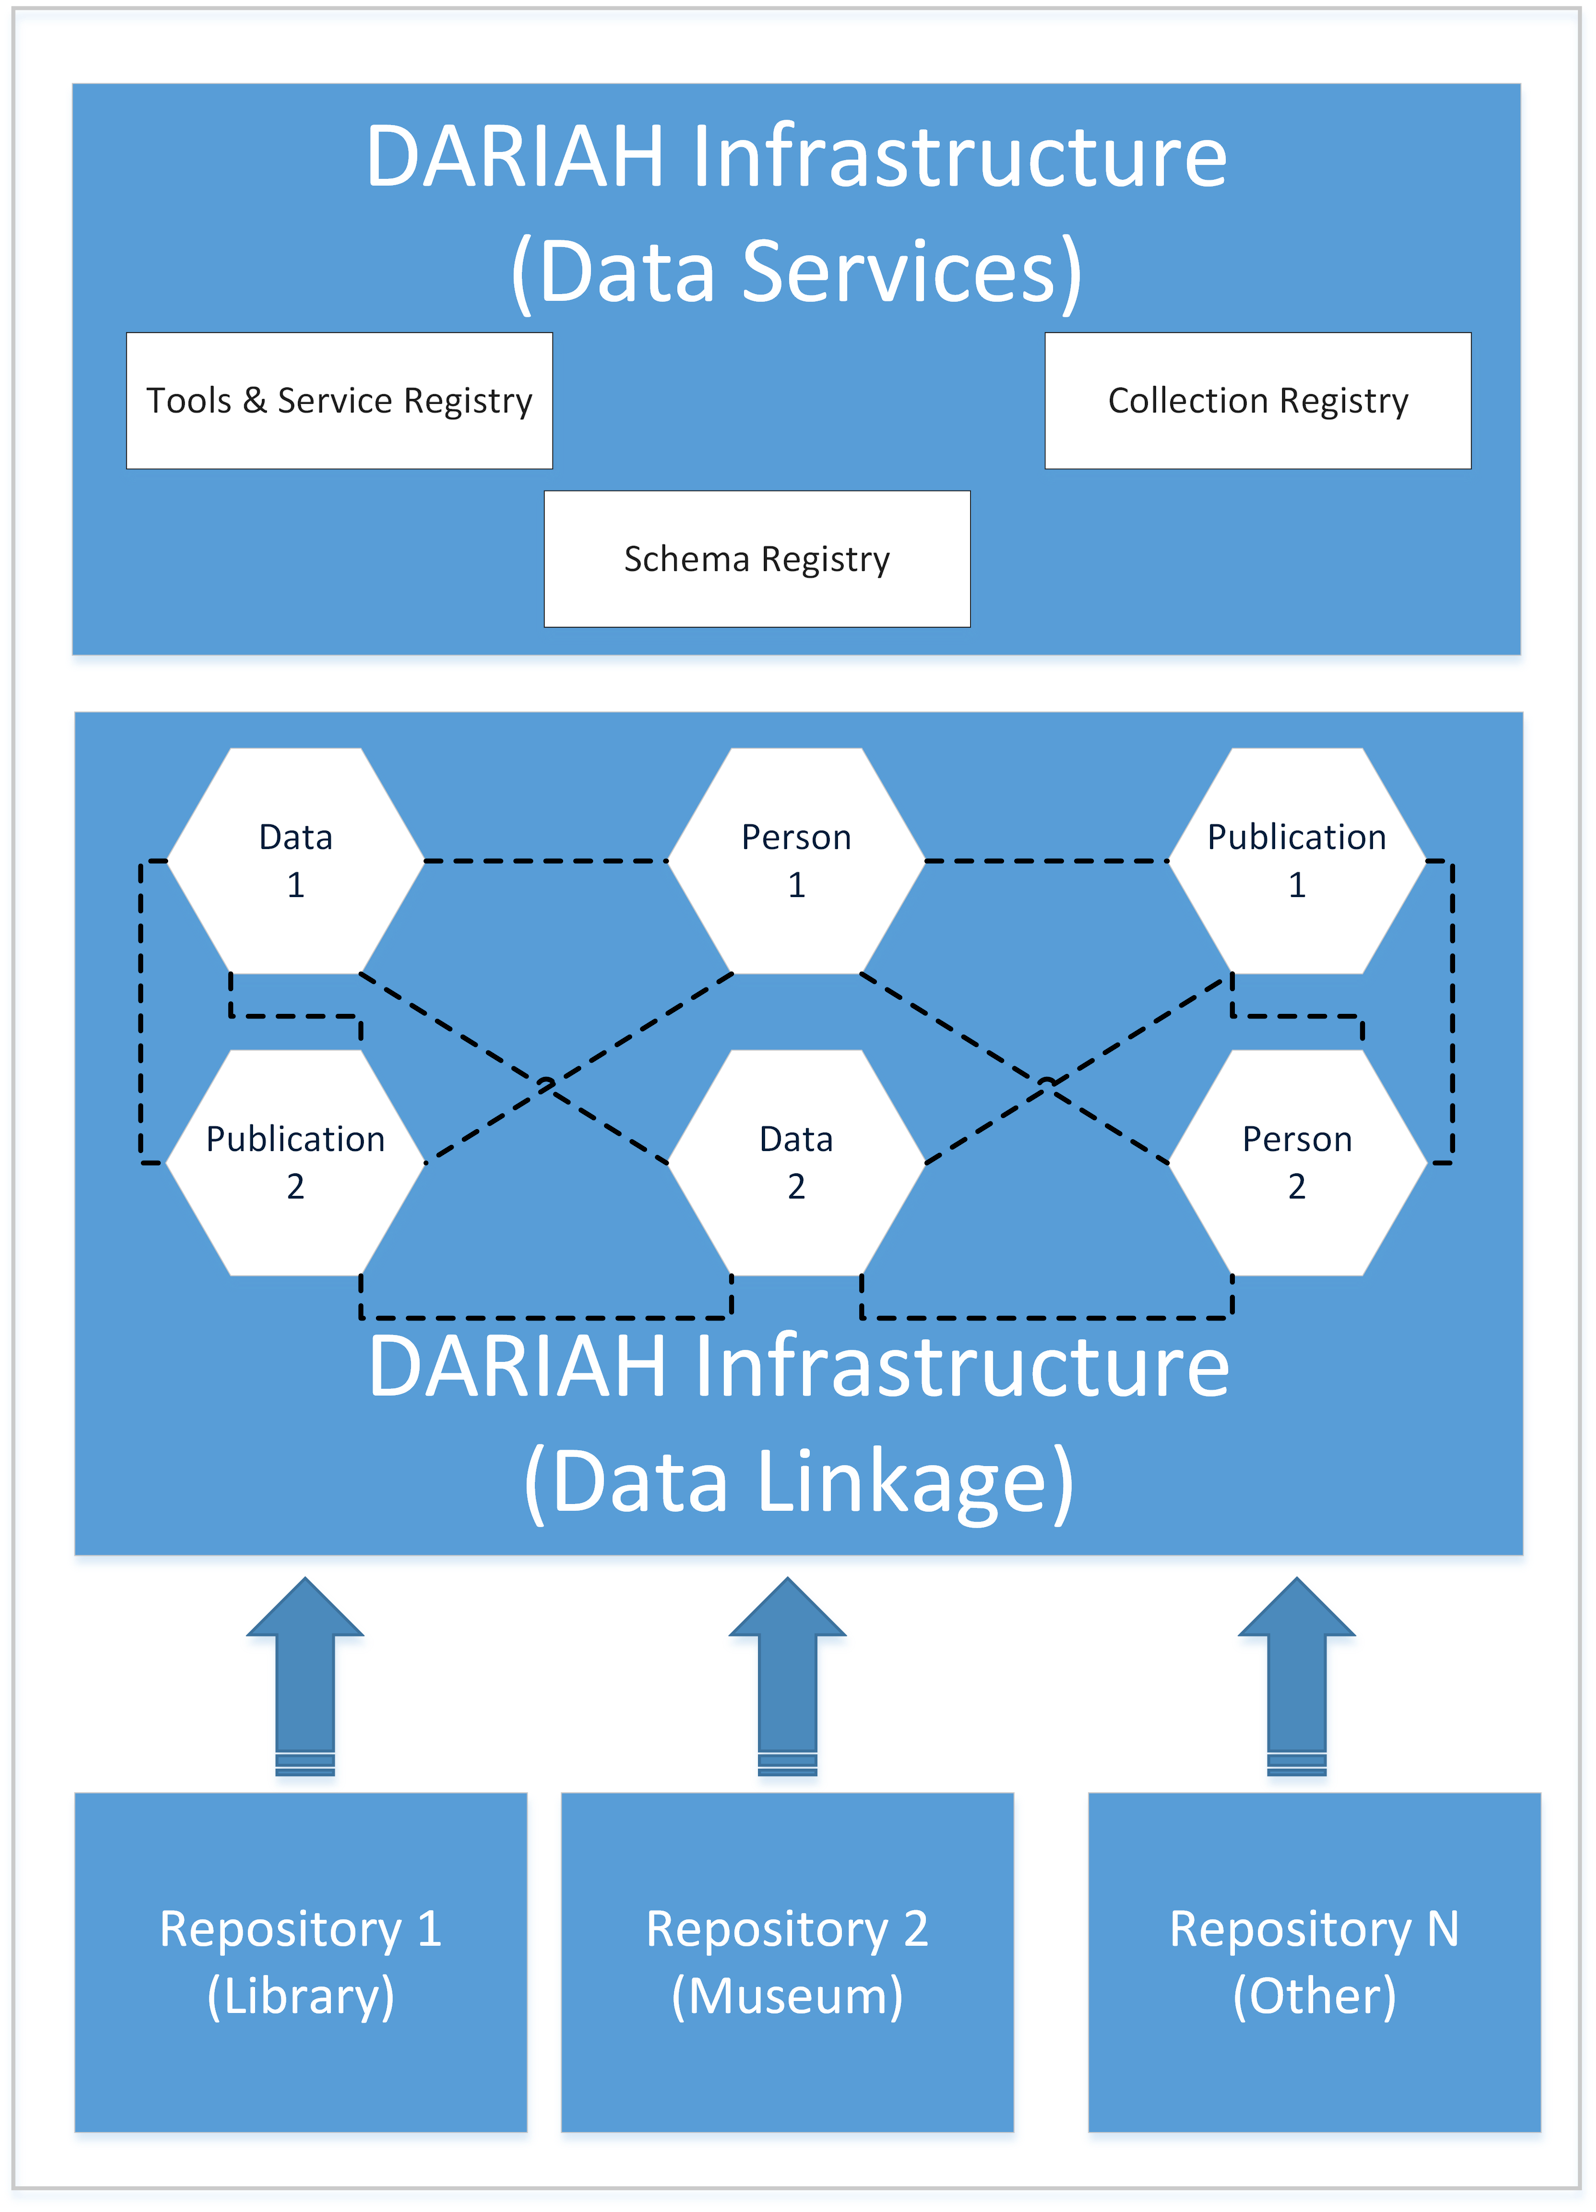 DARIAH Infrastructure
(Data Services)
Tools & Service Registry
Collection Registry
Schema Registry
Data
1
Person
1
Publication
1
Publication
2
Data
2
Person
2
DARIAH Infrastructure
(Data Linkage)
Repository 1
(Library)
Repository 2
(Museum)
Repository N
(Other)